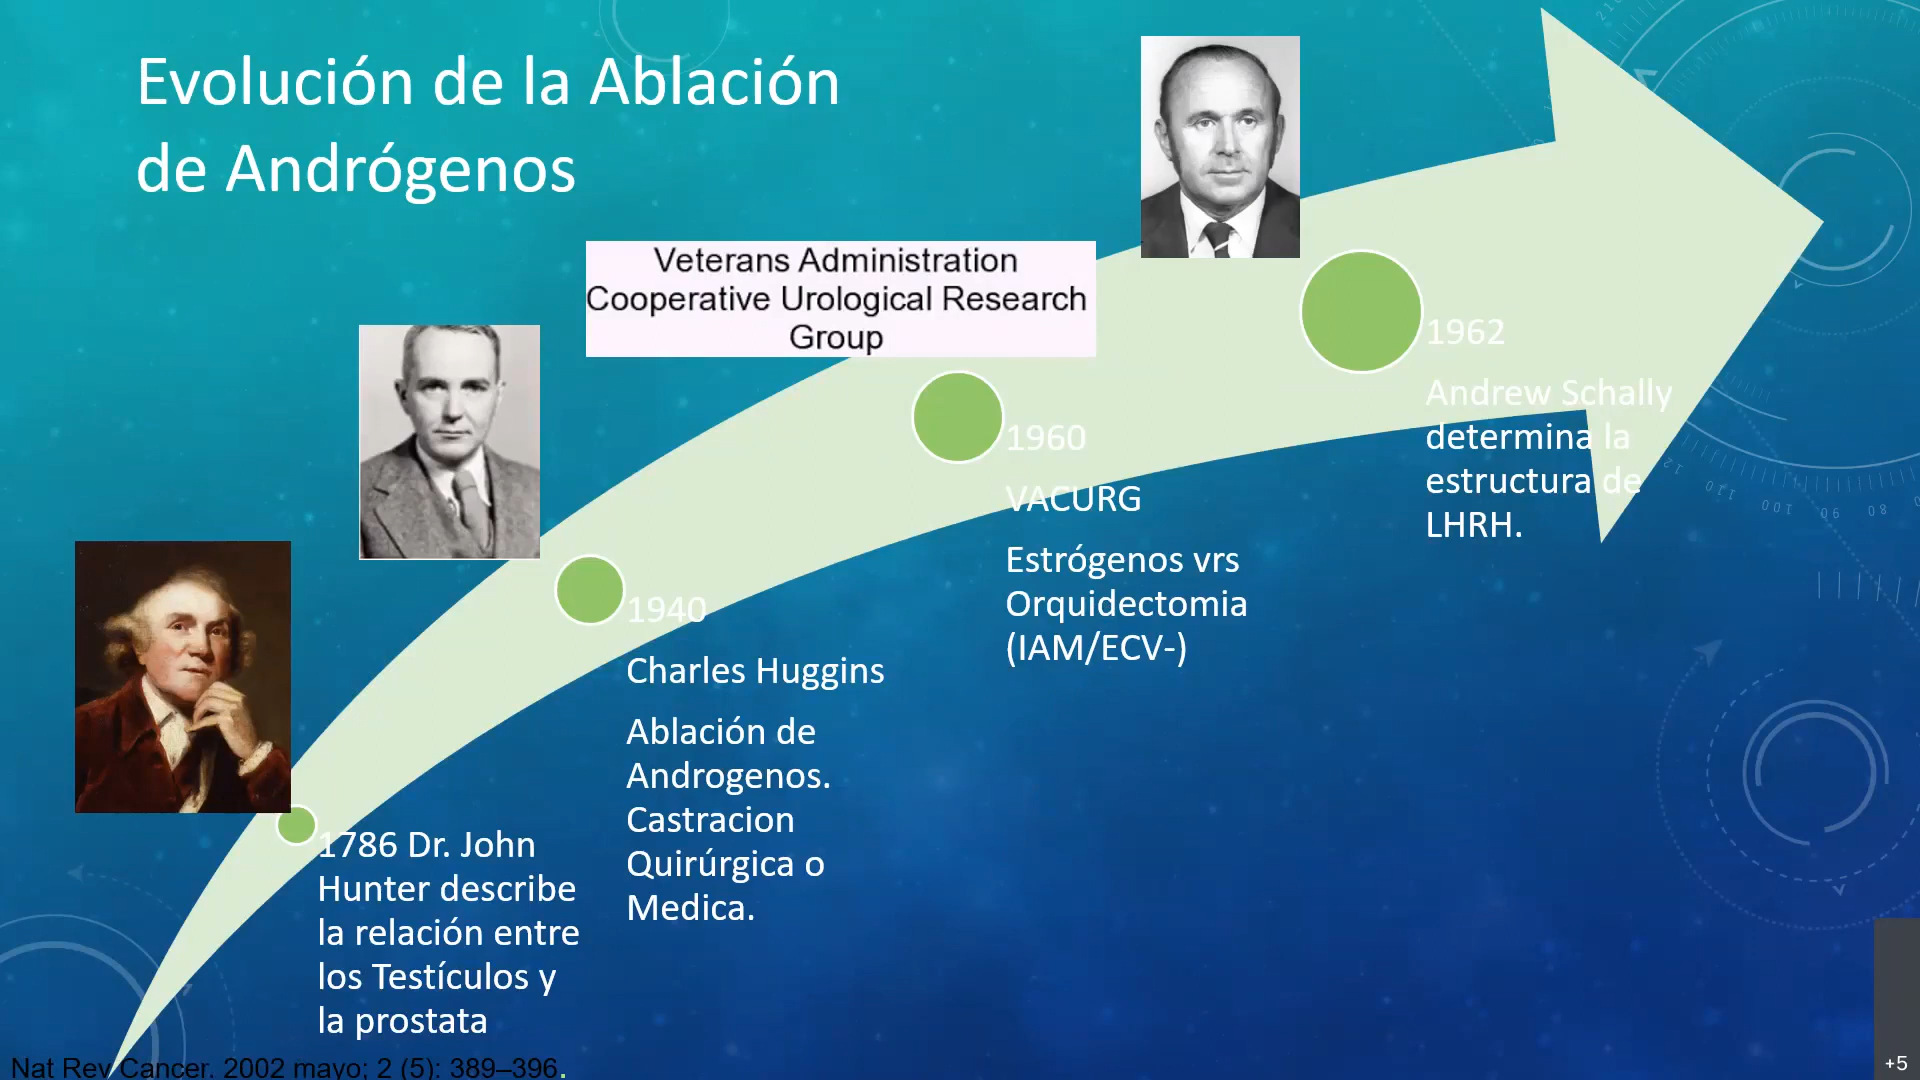 Evolución de la Ablación
de Andrógenos
Veterans Administration
Cooperative Urological Research
Group
1786 Dr. John
Hunter describe
la relación entre
los Testículos y
la prostata
1940
Charles Huggins
Ablación de
Androgenos.
Castracion
Quirúrgica o
Medica.
1960
VACURG
Estrógenos vrs
Orquidectomia
(IAM/ECV-)
1962
Andrew Schally
determina la
estructura de
LHRH.
Nat Rev Cancer. 2002 mayo; 2 (5): 389–396.
+5